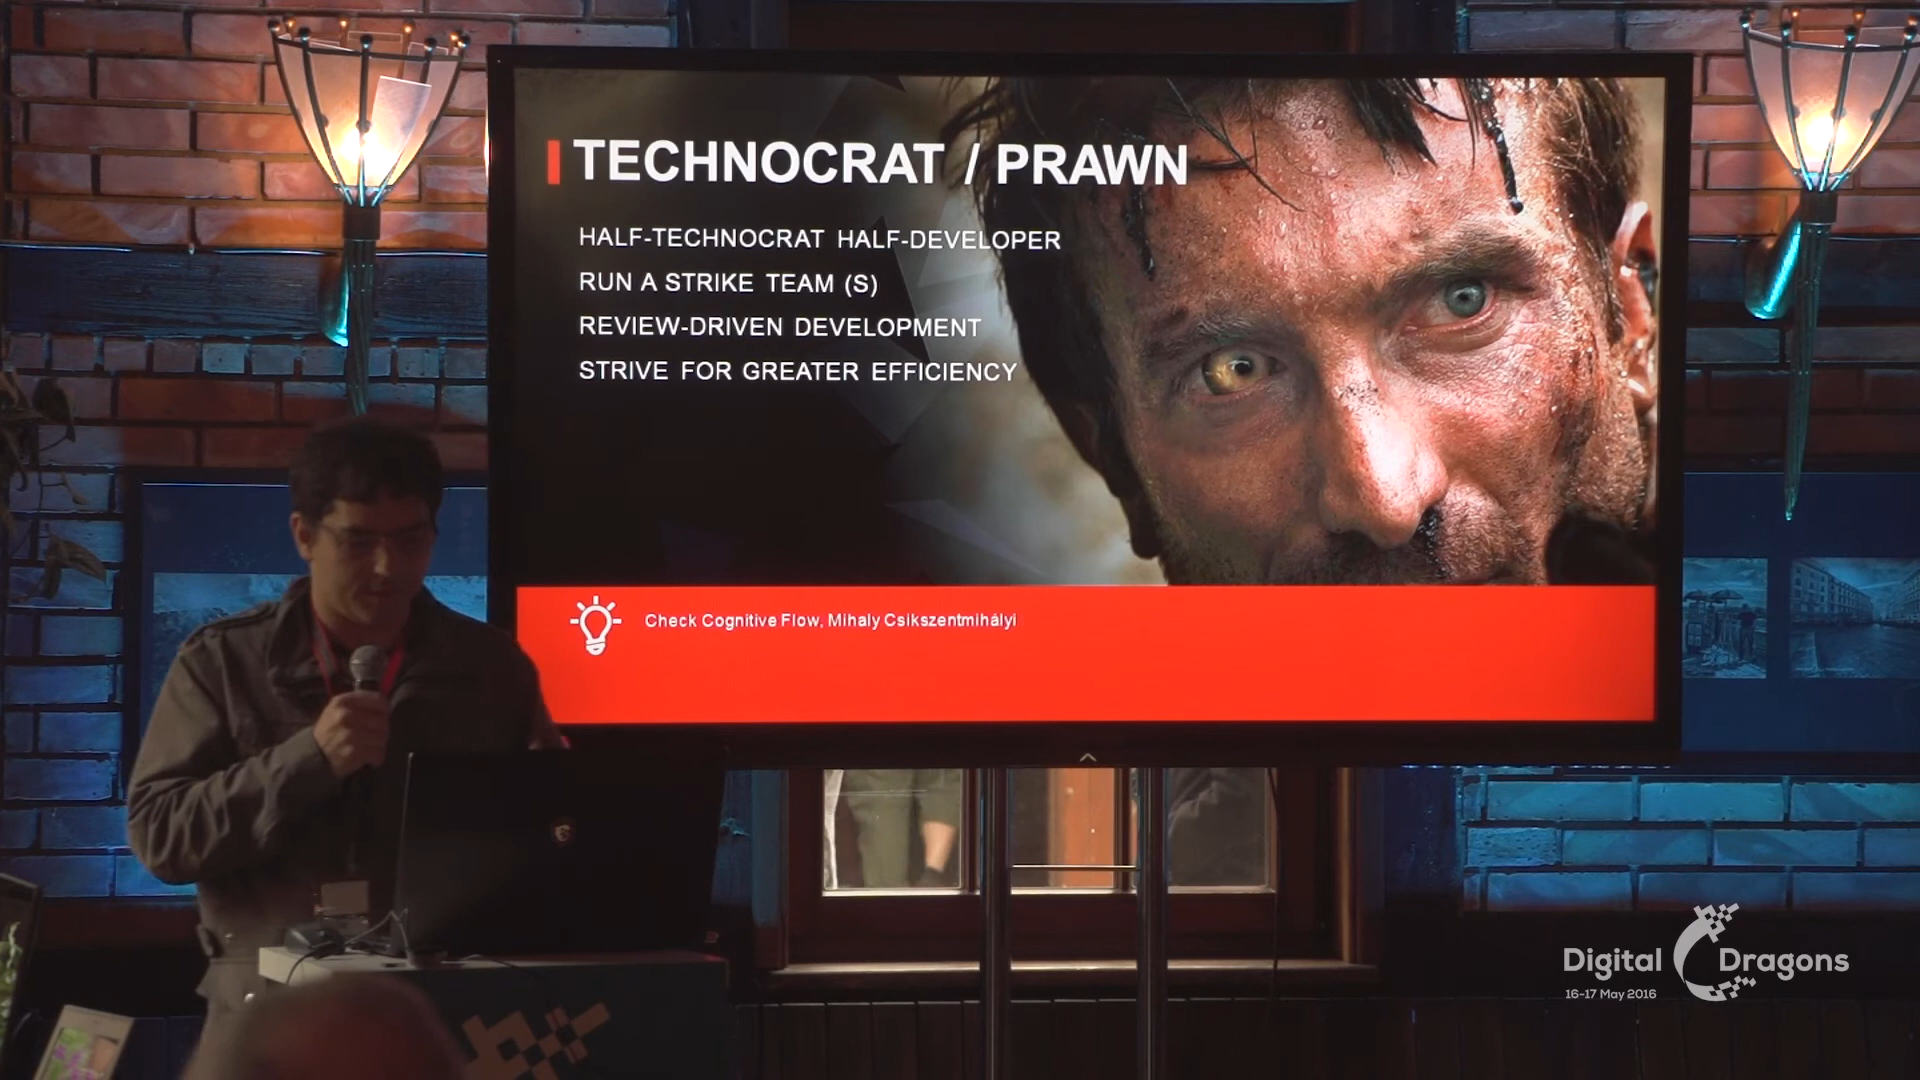 TECHNOCRAT / PRAWN
HALF-TECHNOCRAT HALF-DEVELOPER
RUN A STRIKE TEAM (S)
REVIEW-DRIVEN DEVELOPMENT
STRIVE FOR GREATER EFFICIENCY
Check Cognitive Flow, Mihaly Csikszentmihályi
Digital Dragons
16-17 May 2016